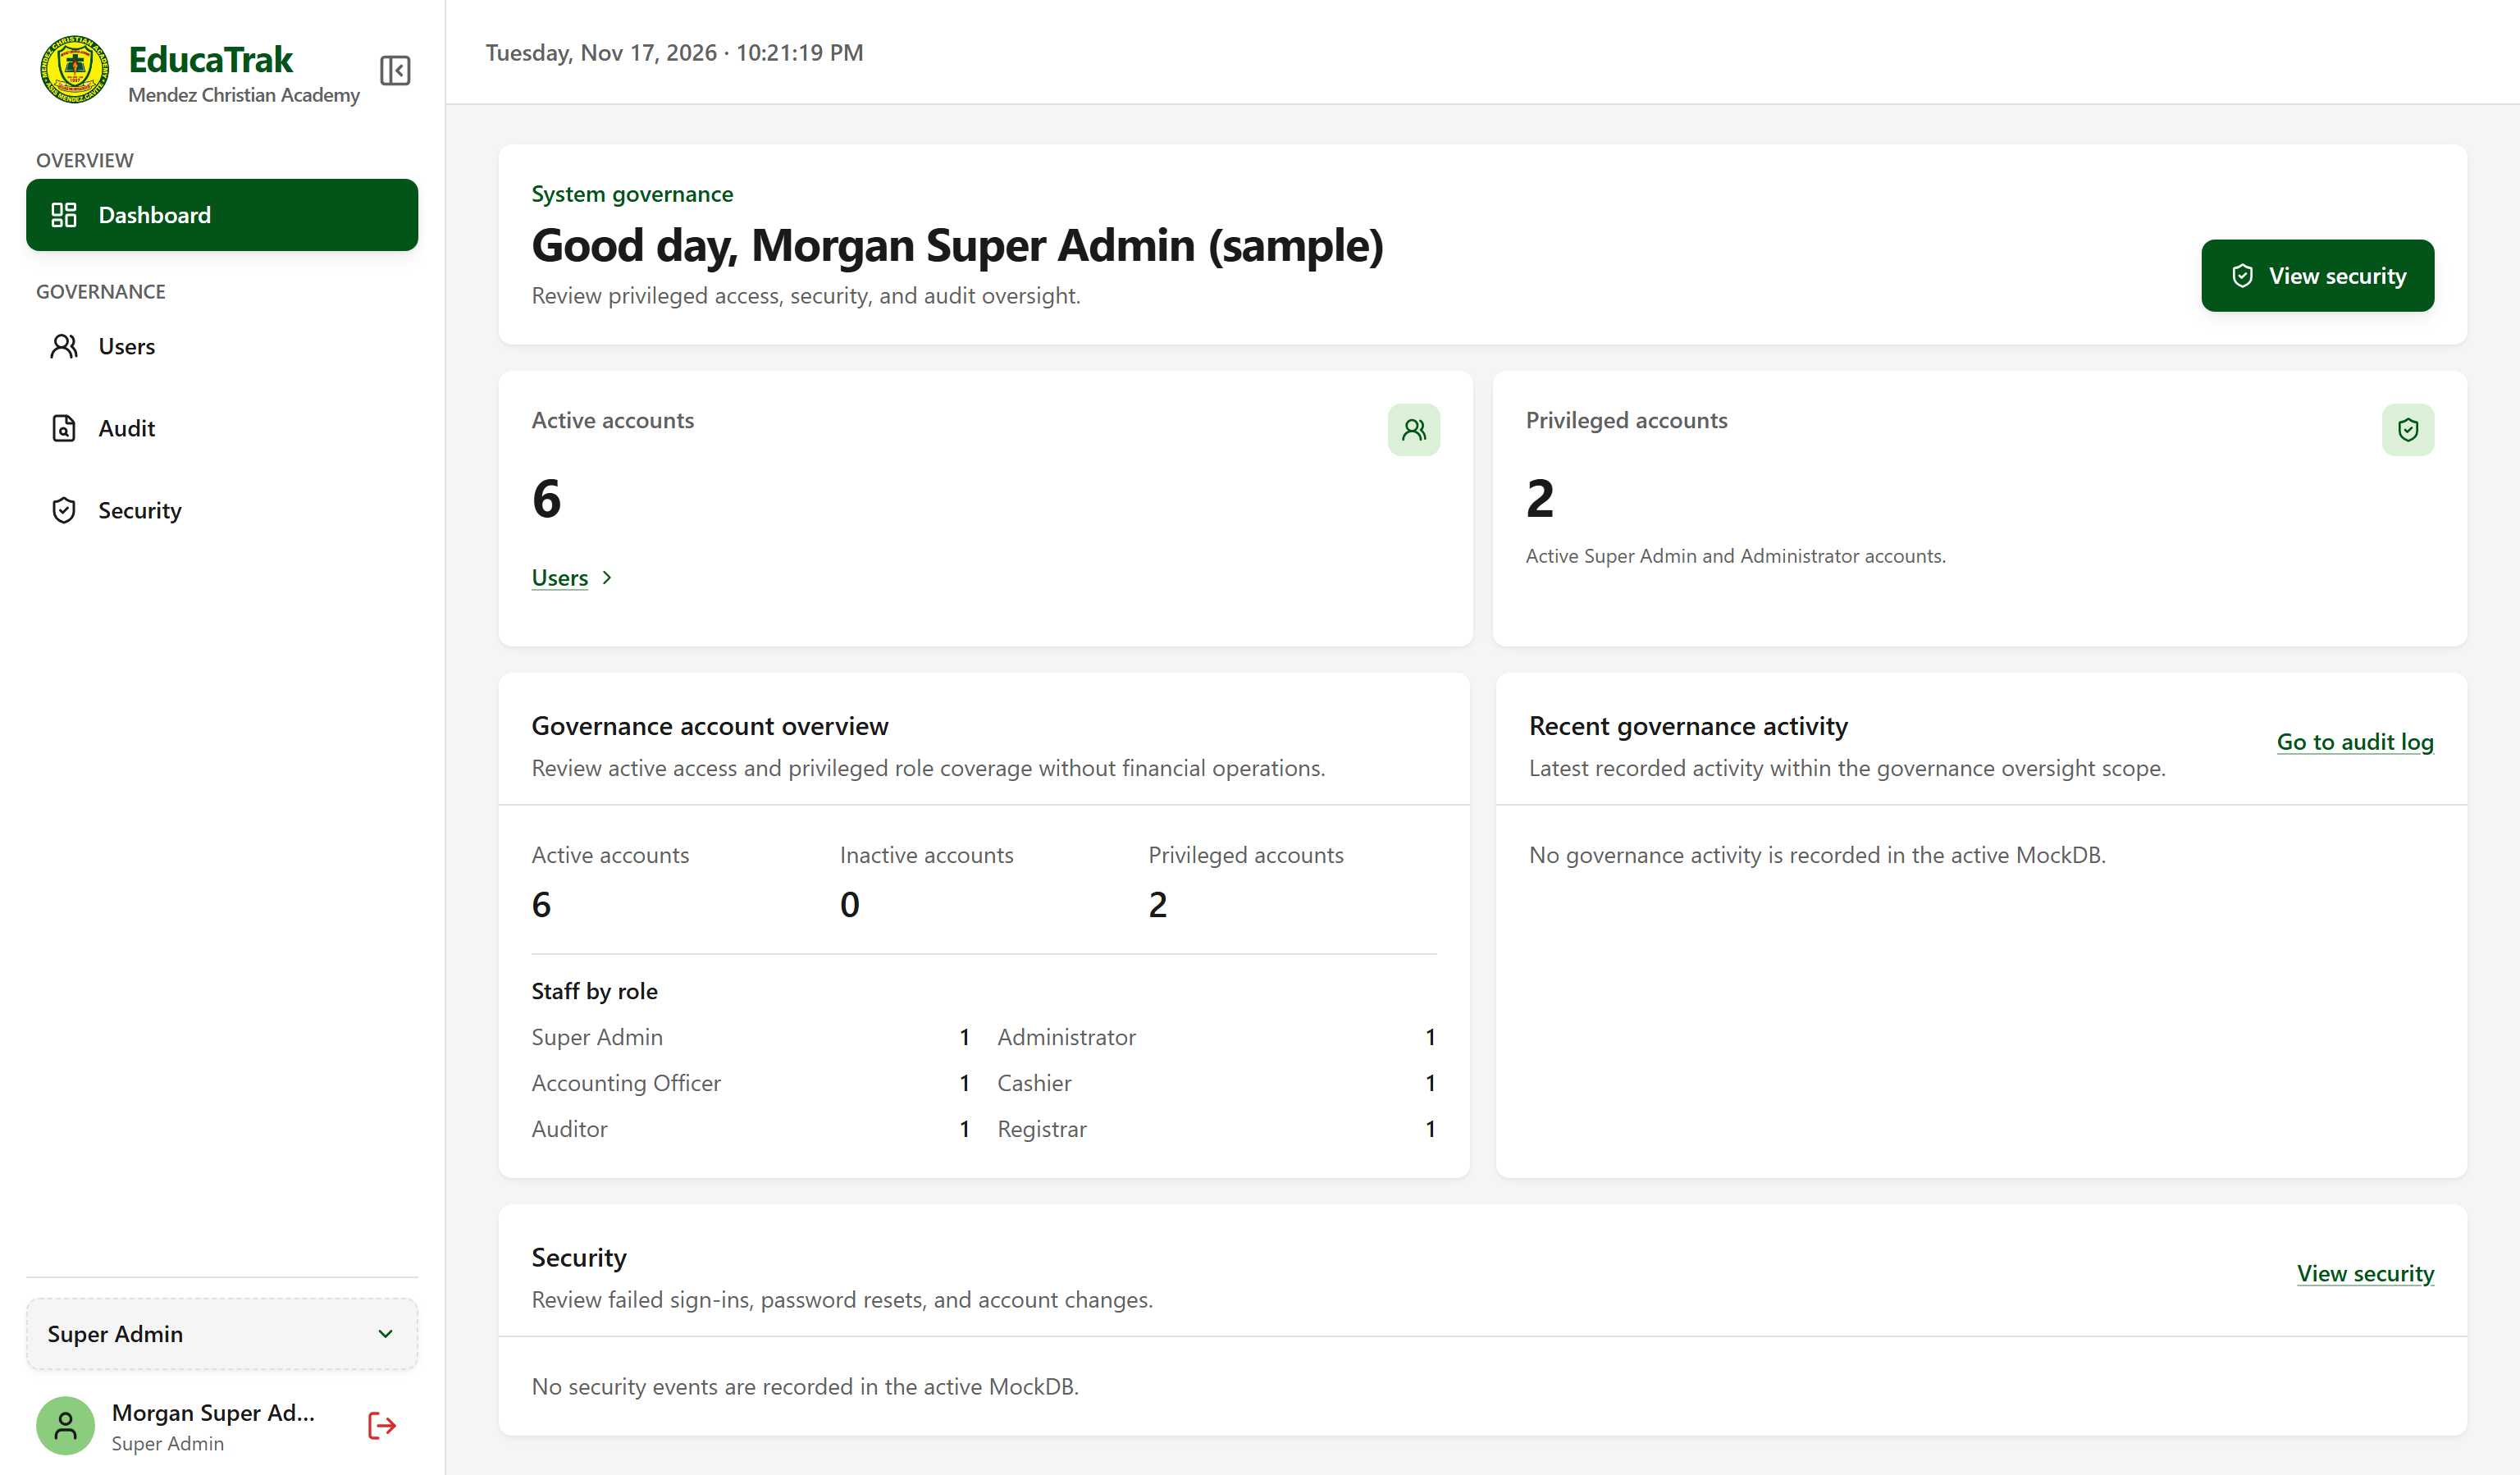 EducaTrak
Mendez Christian Academy
OVERVIEW
Dashboard
GOVERNANCE
Users
Audit
Security
Super Admin
Morgan Super Ad...
Super Admin
Tuesday, Nov 17, 2026 · 10:21:19 PM
System governance
Good day, Morgan Super Admin (sample)
Review privileged access, security, and audit oversight.
View security
Active accounts
6
Users
Privileged accounts
2
Active Super Admin and Administrator accounts.
Governance account overview
Review active access and privileged role coverage without financial operations.
Active accounts Inactive accounts Privileged accounts
6 0 2
Staff by role
Super Admin 1 Administrator 1
Accounting Officer 1 Cashier 1
Auditor 1 Registrar 1
Recent governance activity
Go to audit log
Latest recorded activity within the governance oversight scope.
No governance activity is recorded in the active MockDB.
Security
View security
Review failed sign-ins, password resets, and account changes.
No security events are recorded in the active MockDB.